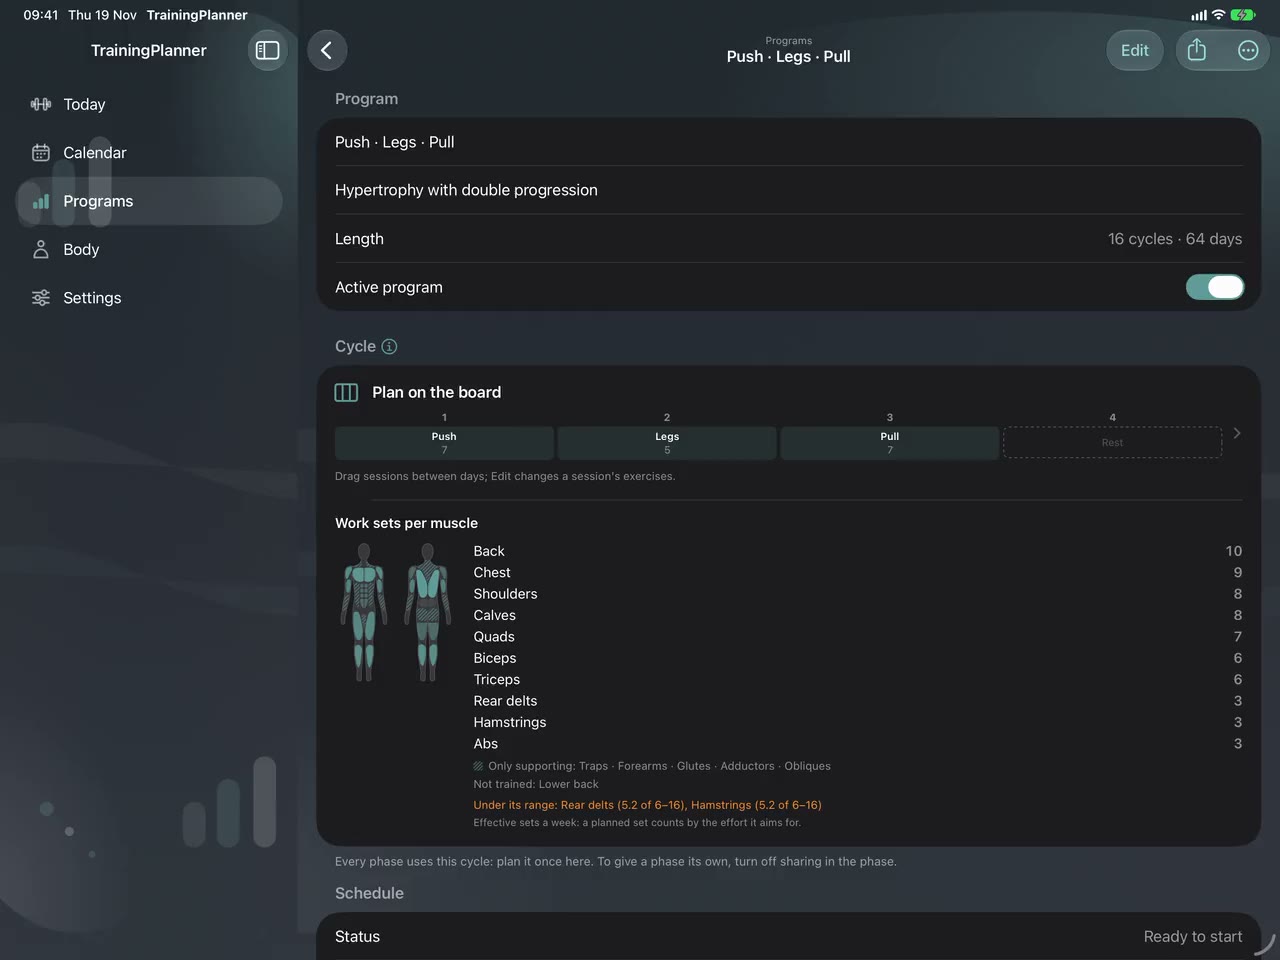 09:41 Thu 19 Nov TrainingPlanner
TrainingPlanner
Today
Calendar
Programs
Body
Settings
Programs
Push · Legs · Pull
Edit
Program
Push · Legs · Pull
Hypertrophy with double progression
Length 16 cycles · 64 days
Active program
Cycle
Plan on the board
1 2 3 4
Push Legs Pull Rest
7 5 7
Drag sessions between days; Edit changes a session's exercises.
Work sets per muscle
Back 10
Chest 9
Shoulders 8
Calves 8
Quads 7
Biceps 6
Triceps 6
Rear delts 3
Hamstrings 3
Abs 3
Only supporting: Traps · Forearms · Glutes · Adductors · Obliques
Not trained: Lower back
Under its range: Rear delts (5.2 of 6–16), Hamstrings (5.2 of 6–16)
Effective sets a week: a planned set counts by the effort it aims for.
Every phase uses this cycle: plan it once here. To give a phase its own, turn off sharing in the phase.
Schedule
Status Ready to start